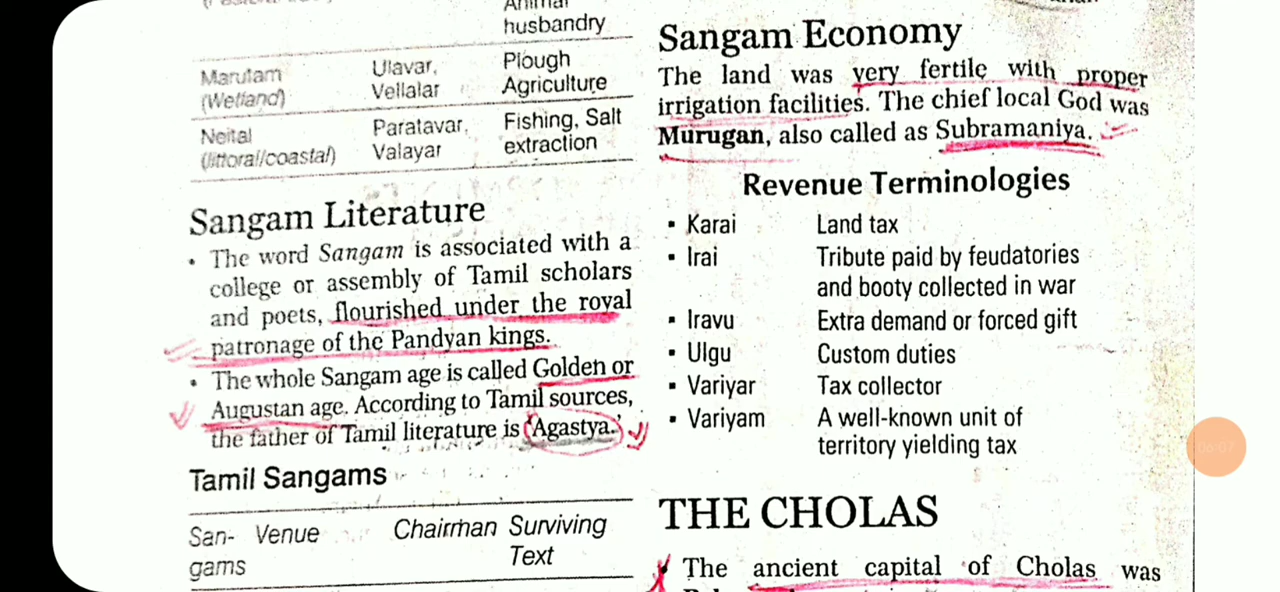 Animal
husbandry
Marutam
(Wetland)
Ulavar,
Vellalar
Plough
Agriculture
Neital
(littoral/coastal)
Paratavar,
Valayar
Fishing, Salt
extraction
Sangam Literature
• The word Sangam is associated with a
college or assembly of Tamil scholars
and poets, flourished under the royal
patronage of the Pandyan kings.
• The whole Sangam age is called Golden or
Augustan age. According to Tamil sources,
the father of Tamil literature is 'Agastya.'
Tamil Sangams
San-
gams
Venue
Chairman
Surviving
Text
Sangam Economy
The land was very fertile with proper
irrigation facilities. The chief local God was
Murugan, also called as Subramaniya.
Revenue Terminologies
▪ Karai Land tax
▪ Irai Tribute paid by feudatories
and booty collected in war
▪ Iravu Extra demand or forced gift
▪ Ulgu Custom duties
▪ Variyar Tax collector
▪ Variyam A well-known unit of
territory yielding tax
THE CHOLAS
The ancient capital of Cholas was